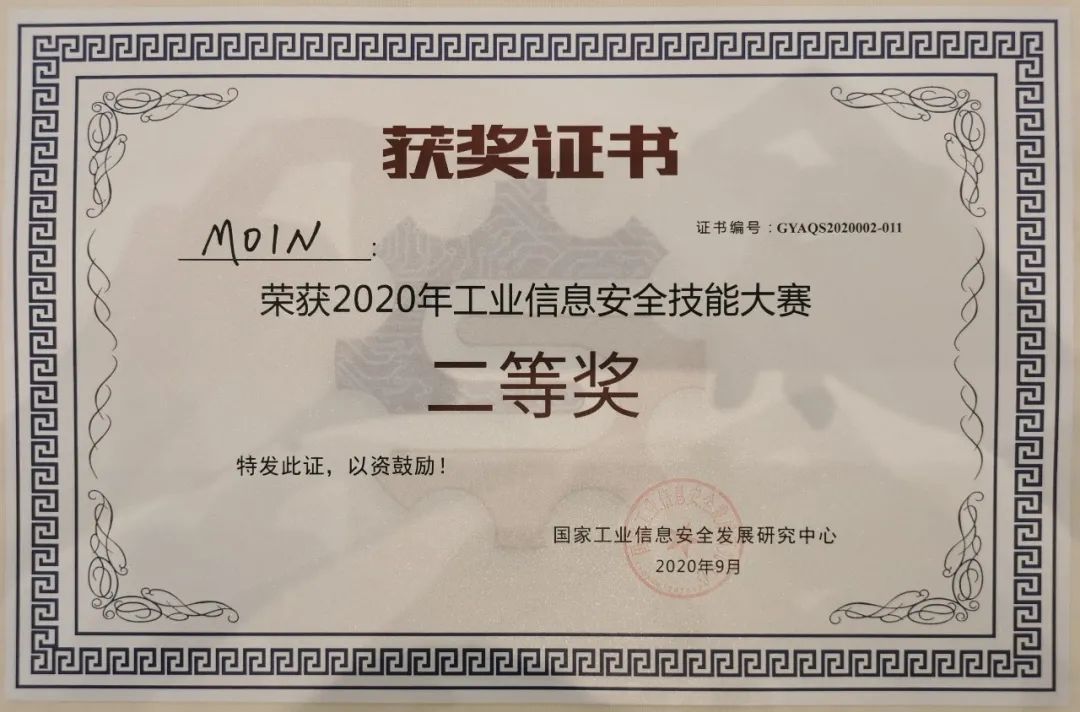 获奖证书
证书编号：GYAQS2020002-011
MOIN：
荣获2020年工业信息安全技能大赛
二等奖
特发此证，以资鼓励！
国家工业信息安全发展研究中心
2020年9月